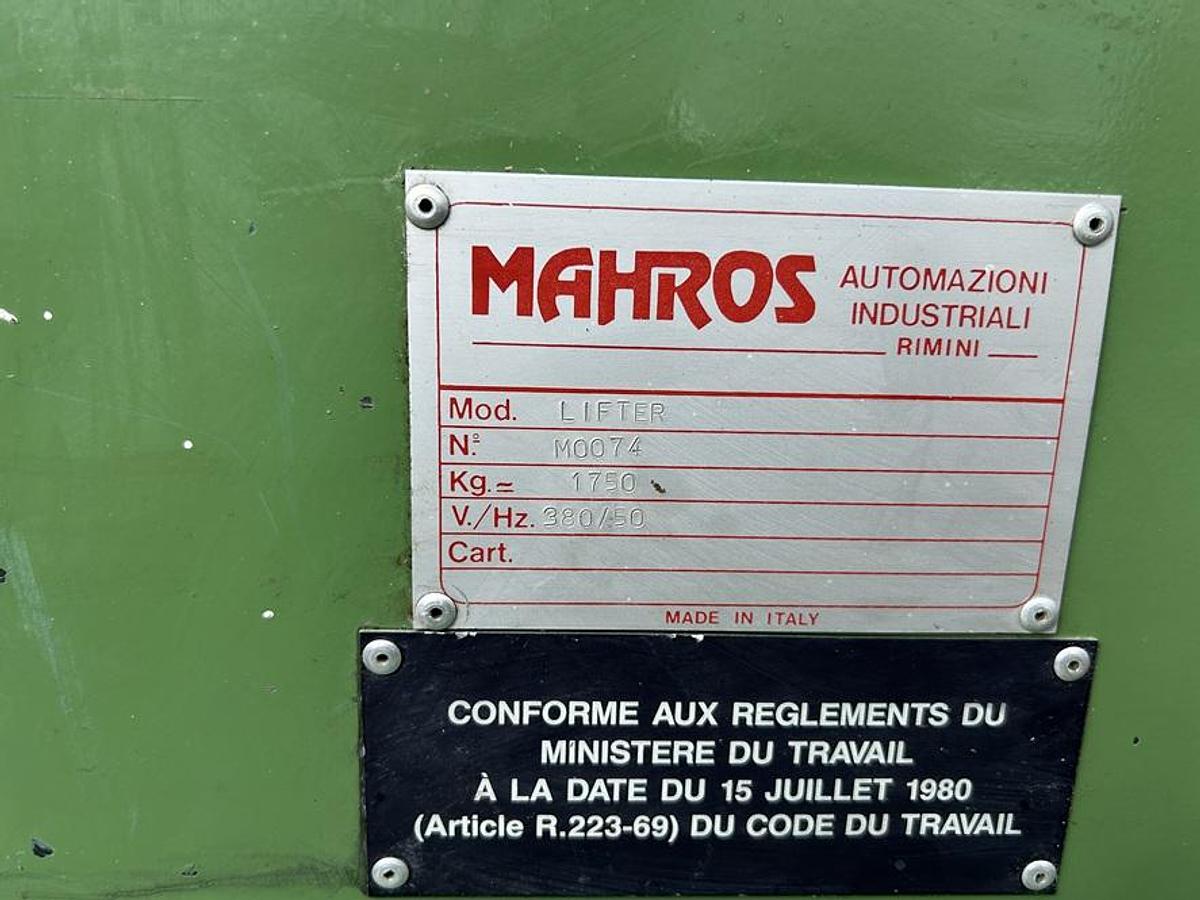 MAHROS
AUTOMAZIONI
INDUSTRIALI
RIMINI
Mod. LIFTER
N.º M0074
Kg.≃ 1750
V./Hz. 380/50
Cart.
MADE IN ITALY
CONFORME AUX REGLEMENTS DU
MINISTERE DU TRAVAIL
À LA DATE DU 15 JUILLET 1980
(Article R.223-69) DU CODE DU TRAVAIL